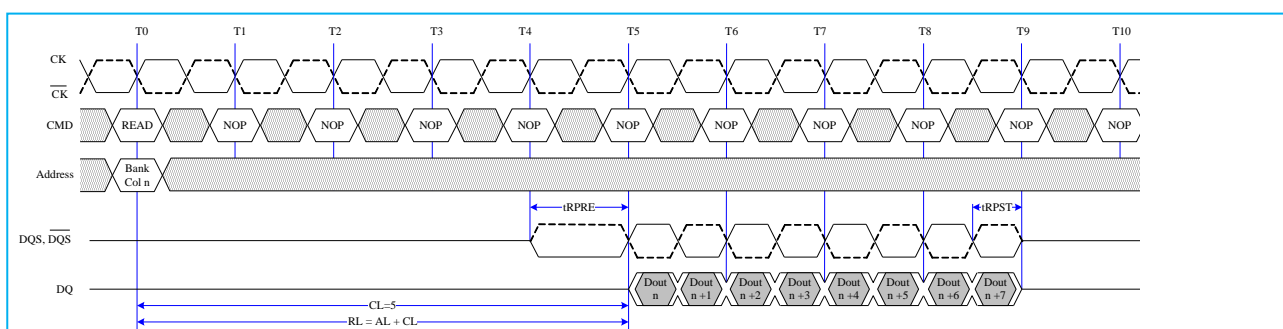 T0 T1 T2 T3 T4 T5 T6 T7 T8 T9 T10
CK
CK
CMD READ NOP NOP NOP NOP NOP NOP NOP NOP NOP NOP
Address Bank
Col n
tRPRE tRPST
DQS, DQS
DQ Dout Dout Dout Dout Dout Dout Dout Dout
n n +1 n +2 n +3 n +4 n +5 n +6 n +7
CL=5
RL = AL + CL